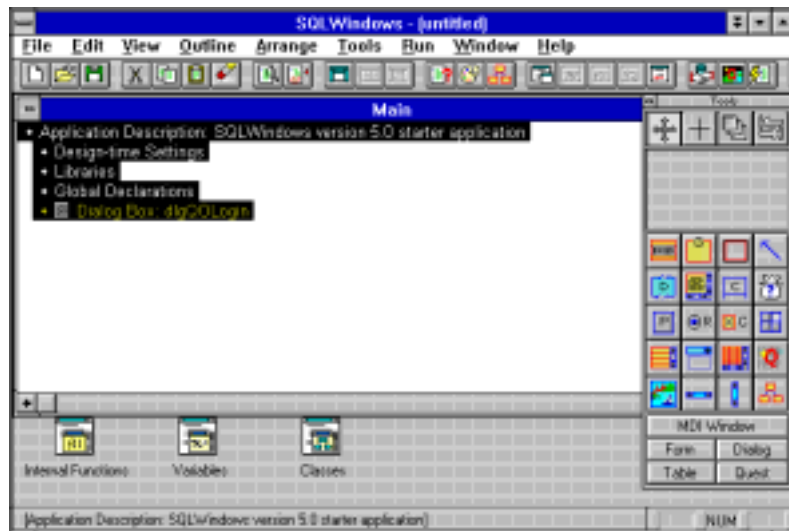 SQLWindows - (untitled)
File Edit View Outline Arrange Tools Run Window Help
Main
Tools
Application Description: SQLWindows version 5.0 starter application
Design-time Settings
Libraries
Global Declarations
Dialog Box: dlgQOLogin
Internal Functions Variables Classes
MDI Window
Form Dialog
Table Quest
[Application Description: SQLWindows version 5.0 starter application]
NUM